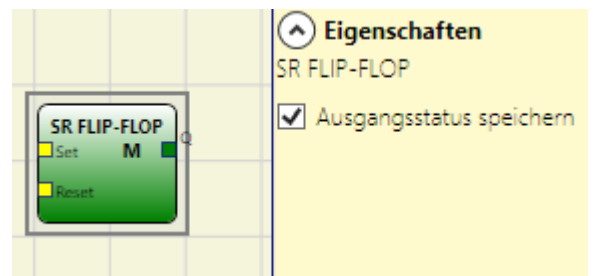 SR FLIP-FLOP
Set
M
Q
Reset
Eigenschaften
SR FLIP-FLOP
Ausgangsstatus speichern